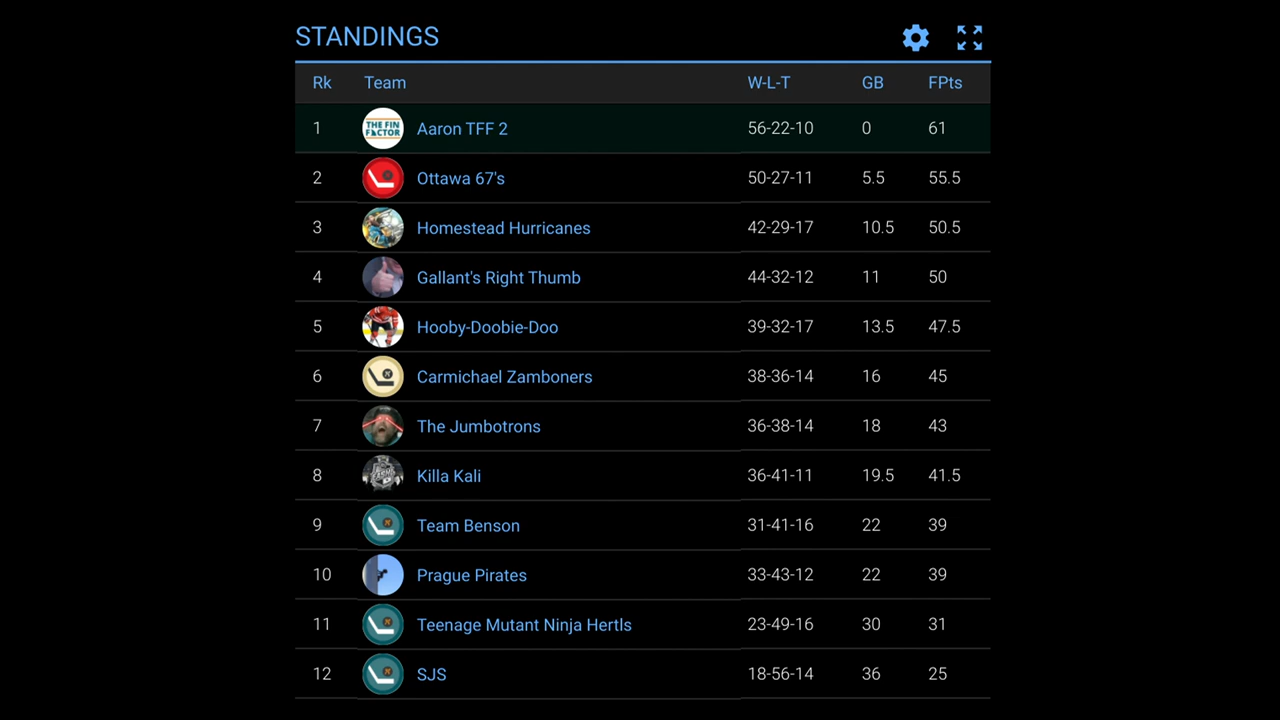 STANDINGS
Rk Team W-L-T GB FPts
1 THE FIN FACTOR Aaron TFF 2 56-22-10 0 61
2 Ottawa 67's 50-27-11 5.5 55.5
3 Homestead Hurricanes 42-29-17 10.5 50.5
4 Gallant's Right Thumb 44-32-12 11 50
5 Hooby-Doobie-Doo 39-32-17 13.5 47.5
6 Carmichael Zamboners 38-36-14 16 45
7 The Jumbotrons 36-38-14 18 43
8 Killa Kali 36-41-11 19.5 41.5
9 Team Benson 31-41-16 22 39
10 Prague Pirates 33-43-12 22 39
11 Teenage Mutant Ninja Hertls 23-49-16 30 31
12 SJS 18-56-14 36 25